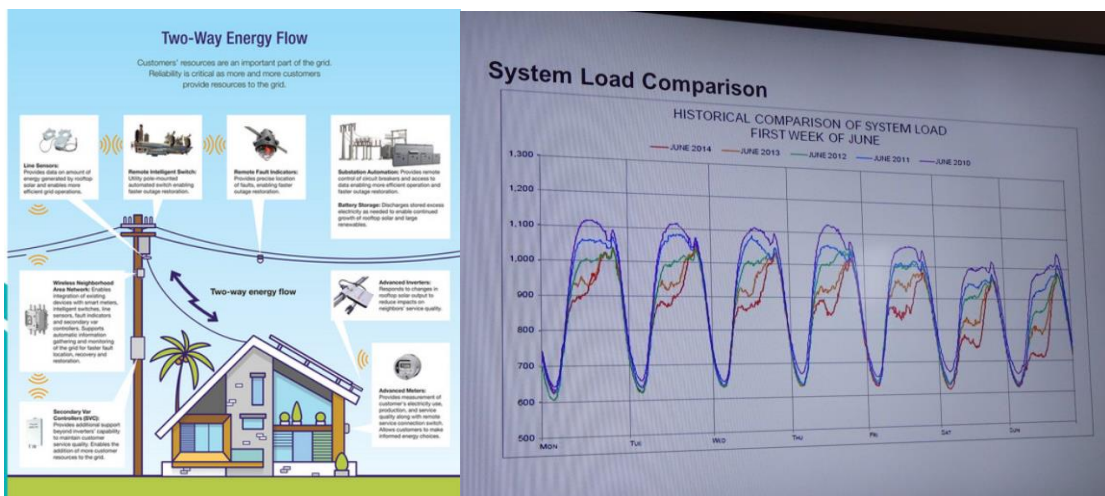 Two-Way Energy Flow
Customers' resources are an important part of the grid.
Reliability is critical as more and more customers
provide resources to the grid.
Line Sensors:
Provides data on amount of
energy generated by rooftop
solar and enables more
efficient grid operations.
Remote Intelligent Switch:
Utility pole-mounted
automated switch enabling
faster outage restoration.
Remote Fault Indicators:
Provides precise location
of faults, enabling faster
outage restoration.
Substation Automation: Provides remote
control of circuit breakers and access to
data enabling more efficient operation and
faster outage restoration.
Battery Storage: Discharges stored excess
electricity as needed to enable continued
growth of rooftop solar and large
renewables.
Wireless Neighborhood
Area Network: Enables
integration of existing
devices with smart meters,
intelligent switches, line
sensors, fault indicators
and secondary var
controllers. Supports
automatic information
gathering and monitoring
of the grid for faster fault
location, recovery and
restoration.
Two-way energy flow
Advanced Inverters:
Responds to changes in
rooftop solar output to
reduce impacts on
neighbors' service quality.
Secondary Var
Controllers (SVC):
Provides additional support
beyond inverters' capability
to maintain customer
service quality. Enables the
addition of more customer
resources to the grid.
Advanced Meters:
Provides measurement of
customer's electricity use,
production, and service
quality along with remote
service connection switch.
Allows customers to make
informed energy choices.
System Load Comparison
HISTORICAL COMPARISON OF SYSTEM LOAD
FIRST WEEK OF JUNE
JUNE 2014 JUNE 2013 JUNE 2012 JUNE 2011 JUNE 2010
1,300
1,200
1,100
1,000
900
800
700
600
500
MON TUE WED THU FRI SAT SUN